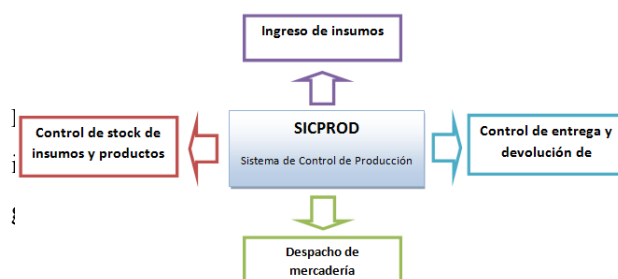 Ingreso de insumos
Control de stock de
insumos y productos
SICPROD
Sistema de Control de Producción
Control de entrega y
devolución de
Despacho de
mercadería